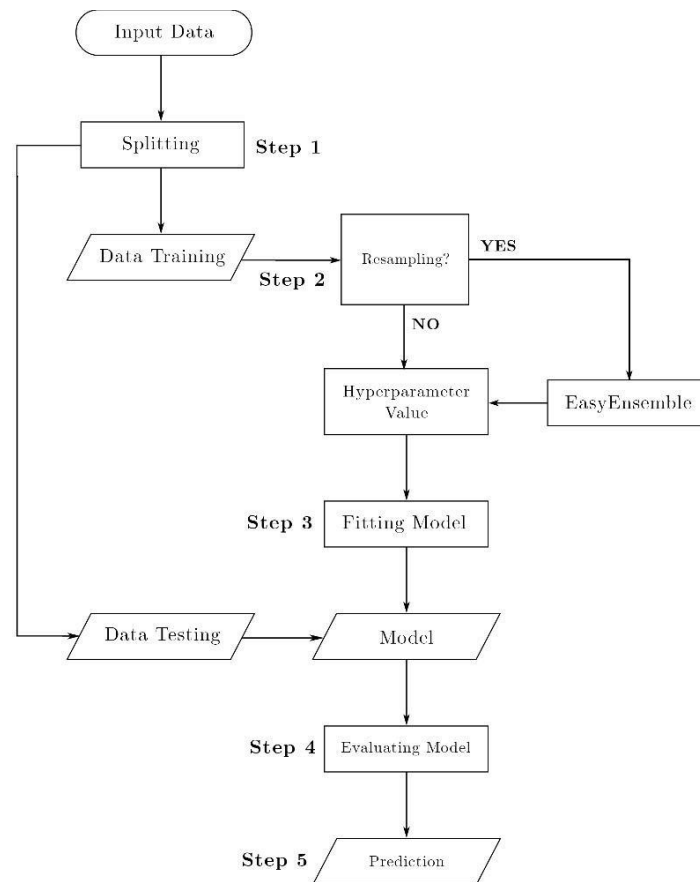 Input Data
Splitting
Step 1
Data Training
Step 2
Resampling?
YES
NO
Hyperparameter
Value
EasyEnsemble
Step 3
Fitting Model
Data Testing
Model
Step 4
Evaluating Model
Step 5
Prediction